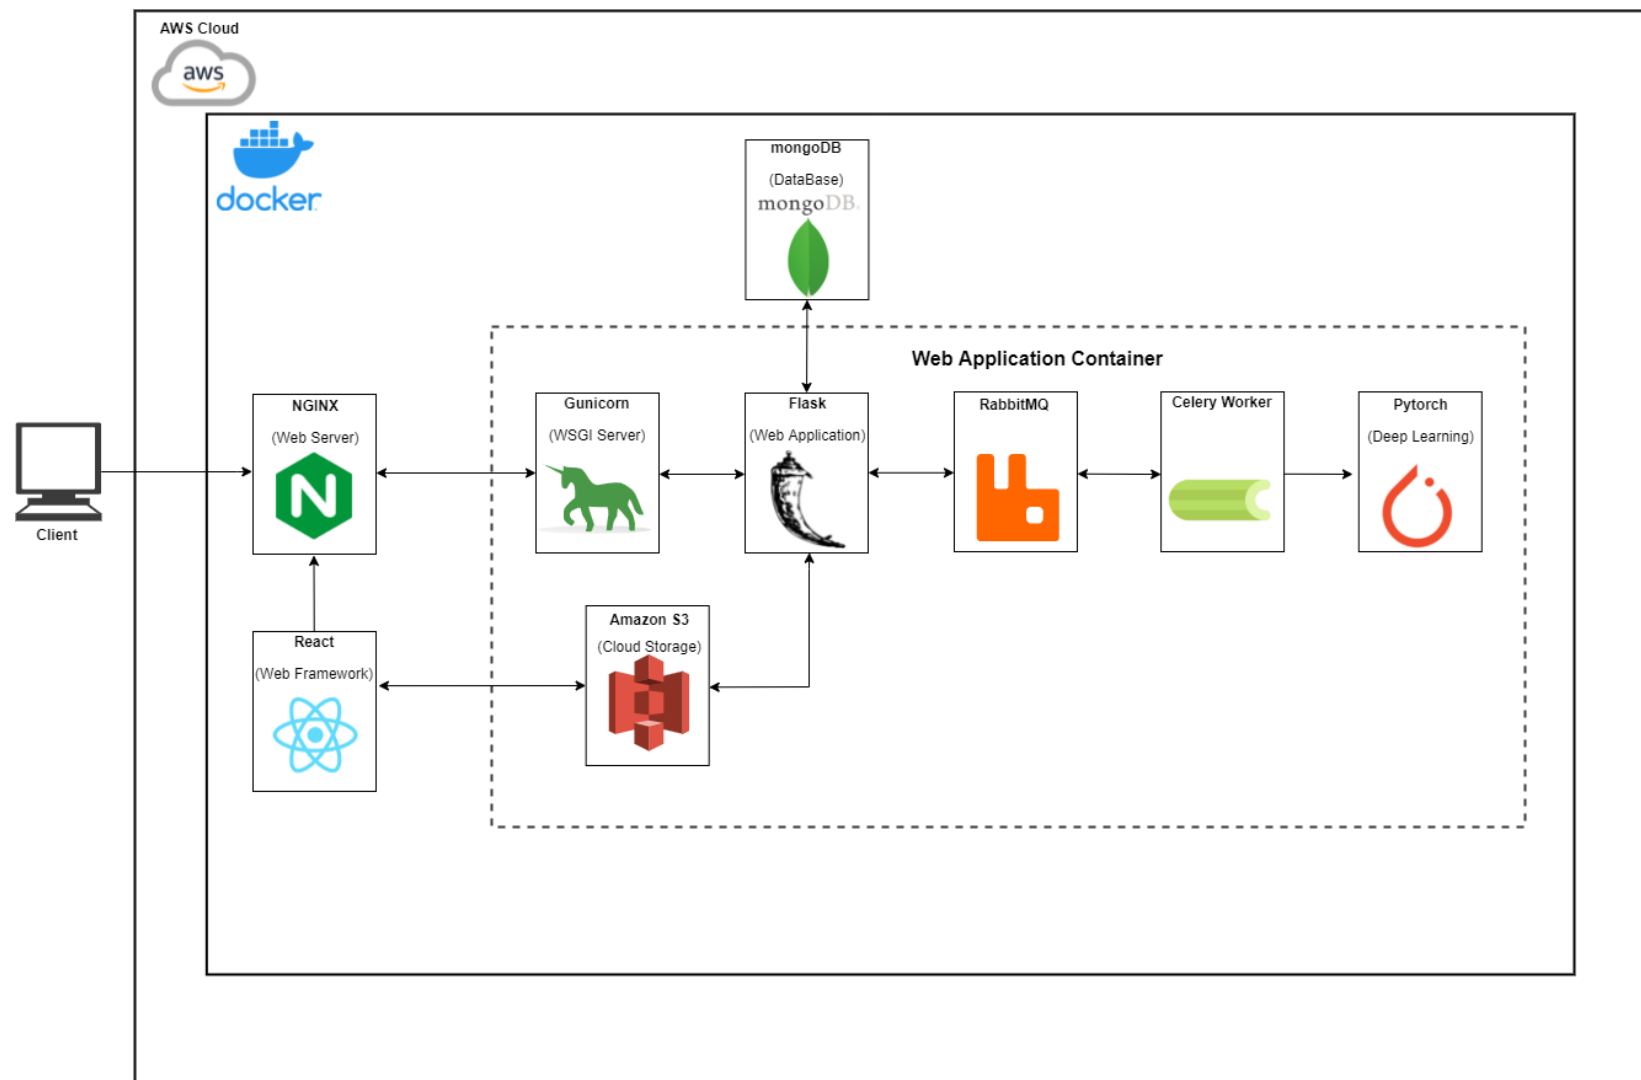 AWS Cloud
aws
docker
mongoDB
(DataBase)
mongoDB
Web Application Container
NGINX
(Web Server)
Gunicorn
(WSGI Server)
Flask
(Web Application)
RabbitMQ
Celery Worker
Pytorch
(Deep Learning)
Client
React
(Web Framework)
Amazon S3
(Cloud Storage)